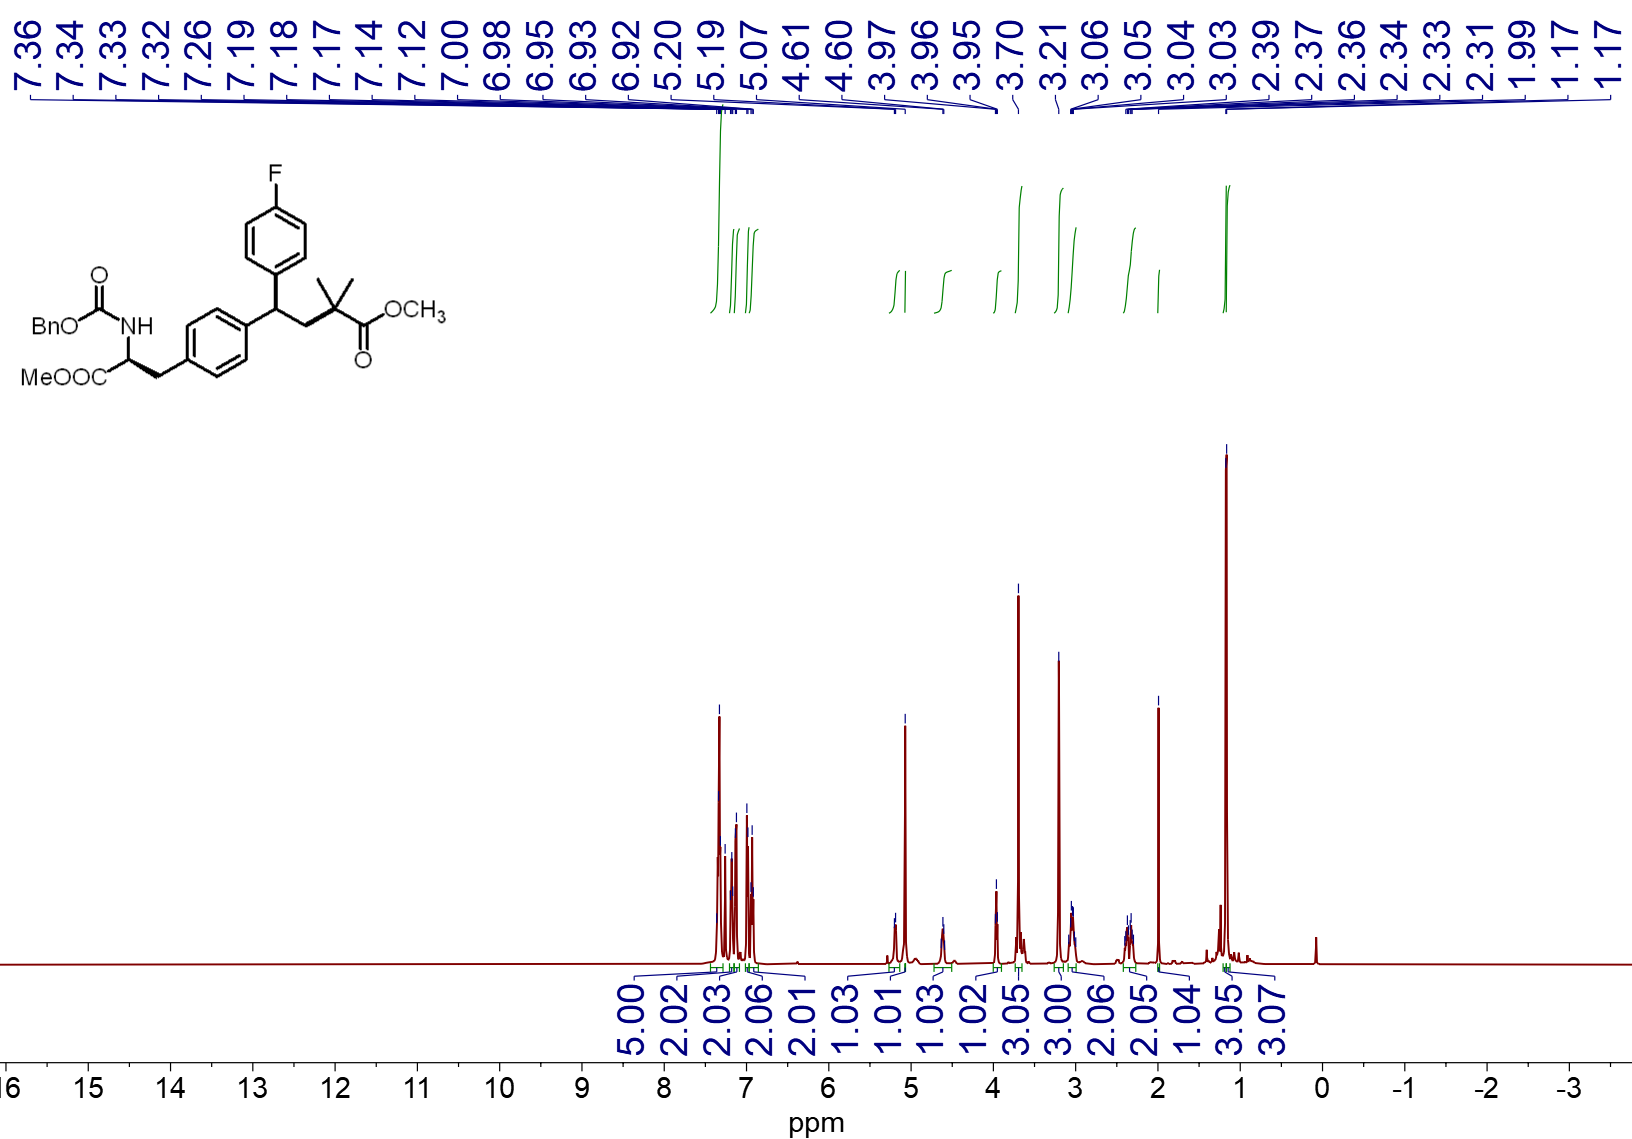 7.36 7.34 7.33 7.32 7.26 7.19 7.18 7.17 7.14 7.12 7.00 6.98 6.95 6.93 6.92 5.20 5.19 5.07 4.61 4.60 3.97 3.96 3.95 3.70 3.21 3.06 3.05 3.04 3.03 2.39 2.37 2.36 2.34 2.33 2.31 1.99 1.17 1.17
F
O
BnO NH
OCH3
O
MeOOC
5.00 2.02 2.03 2.06 2.01 1.03 1.01 1.03 1.02 3.05 3.00 2.06 2.05 1.04 3.05 3.07
16 15 14 13 12 11 10 9 8 7 6 5 4 3 2 1 0 -1 -2 -3
ppm